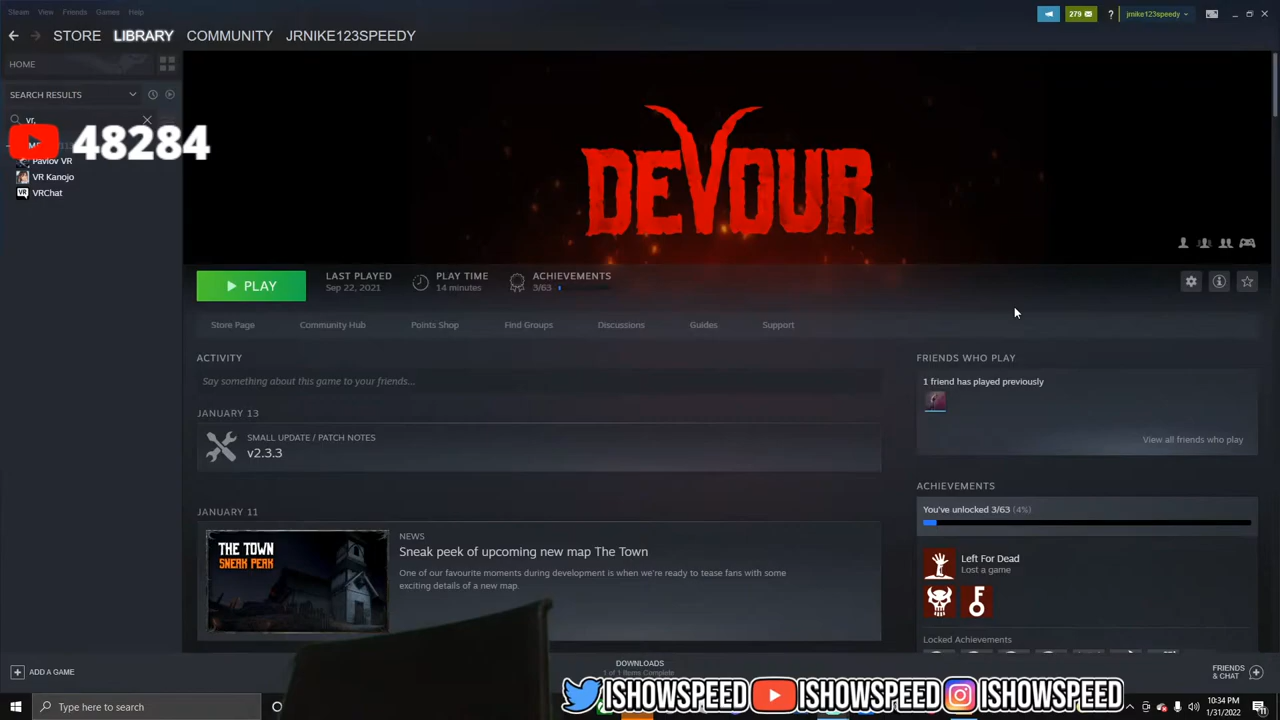 Steam View Friends Games Help
279
?
jrnike123speedy
STORE LIBRARY COMMUNITY JRNIKE123SPEEDY
HOME
SEARCH RESULTS
vr,
48284
Pavlov VR
VR Kanojo
VR VRChat
DEVOUR
PLAY
LAST PLAYED
Sep 22, 2021
PLAY TIME
14 minutes
ACHIEVEMENTS
3/63
Store Page Community Hub Points Shop Find Groups Discussions Guides Support
ACTIVITY
Say something about this game to your friends...
JANUARY 13
SMALL UPDATE / PATCH NOTES
v2.3.3
JANUARY 11
THE TOWN
SNEAK PEAK
NEWS
Sneak peek of upcoming new map The Town
One of our favourite moments during development is when we're ready to tease fans with some
exciting details of a new map.
FRIENDS WHO PLAY
1 friend has played previously
View all friends who play
ACHIEVEMENTS
You've unlocked 3/63 (4%)
Left For Dead
Lost a game
Locked Achievements
ADD A GAME
DOWNLOADS
1 of 1 Items Complete
FRIENDS
& CHAT
ISHOWSPEED ISHOWSPEED ISHOWSPEED
Type here to search
10:34 PM
1/31/2022